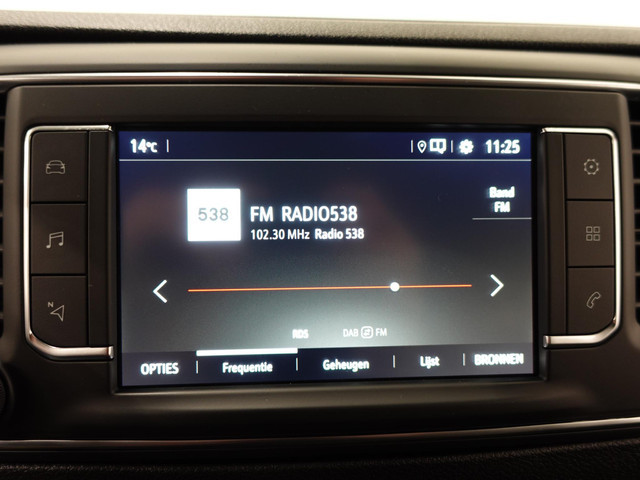 14°C 11:25
Band
FM
538
FM RADIO538
102.30 MHz Radio 538
N
RDS DAB FM
OPTIES Frequentie Geheugen Lijst BRONNEN